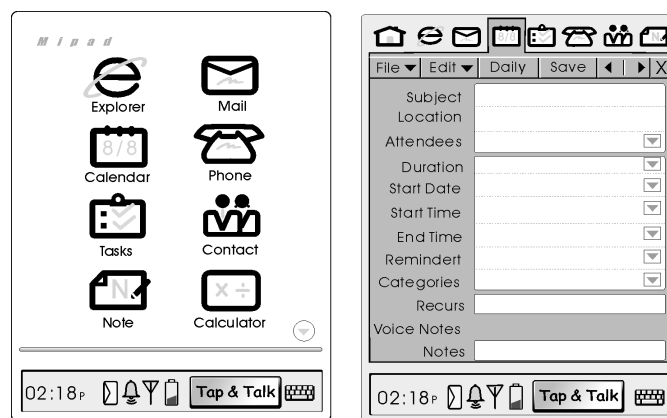 Mipad
Explorer Mail
8/8
Calendar Phone
Tasks Contact
N
Note Calculator
02:18P Tap & Talk
8/8
File Edit Daily Save X
Subject
Location
Attendees
Duration
Start Date
Start Time
End Time
Remindert
Categories
Recurs
Voice Notes
Notes
02:18P Tap & Talk